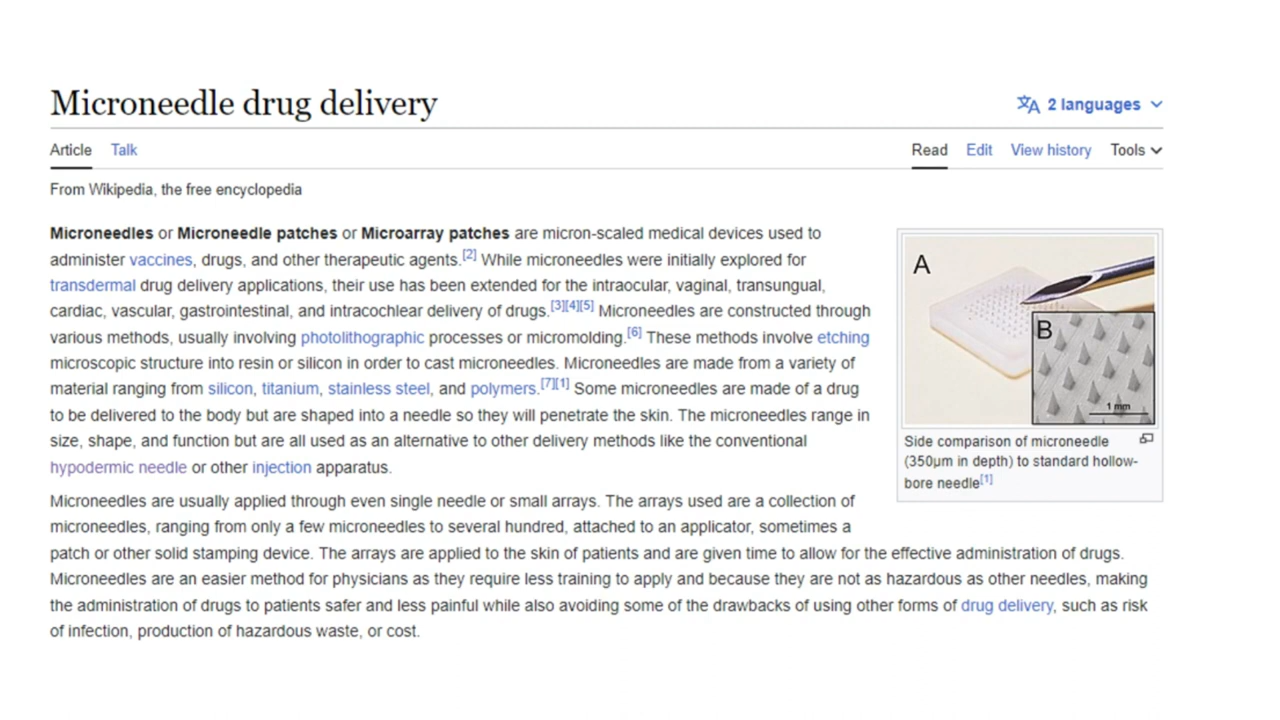 Microneedle drug delivery
2 languages
Article Talk
Read Edit View history Tools
From Wikipedia, the free encyclopedia
Microneedles or Microneedle patches or Microarray patches are micron-scaled medical devices used to
administer vaccines, drugs, and other therapeutic agents.[2] While microneedles were initially explored for
transdermal drug delivery applications, their use has been extended for the intraocular, vaginal, transungual,
cardiac, vascular, gastrointestinal, and intracochlear delivery of drugs.[3][4][5] Microneedles are constructed through
various methods, usually involving photolithographic processes or micromolding.[6] These methods involve etching
microscopic structure into resin or silicon in order to cast microneedles. Microneedles are made from a variety of
material ranging from silicon, titanium, stainless steel, and polymers.[7][1] Some microneedles are made of a drug
to be delivered to the body but are shaped into a needle so they will penetrate the skin. The microneedles range in
size, shape, and function but are all used as an alternative to other delivery methods like the conventional
hypodermic needle or other injection apparatus.
A
B
1 mm
Side comparison of microneedle
(350μm in depth) to standard hollow-
bore needle[1]
Microneedles are usually applied through even single needle or small arrays. The arrays used are a collection of
microneedles, ranging from only a few microneedles to several hundred, attached to an applicator, sometimes a
patch or other solid stamping device. The arrays are applied to the skin of patients and are given time to allow for the effective administration of drugs.
Microneedles are an easier method for physicians as they require less training to apply and because they are not as hazardous as other needles, making
the administration of drugs to patients safer and less painful while also avoiding some of the drawbacks of using other forms of drug delivery, such as risk
of infection, production of hazardous waste, or cost.